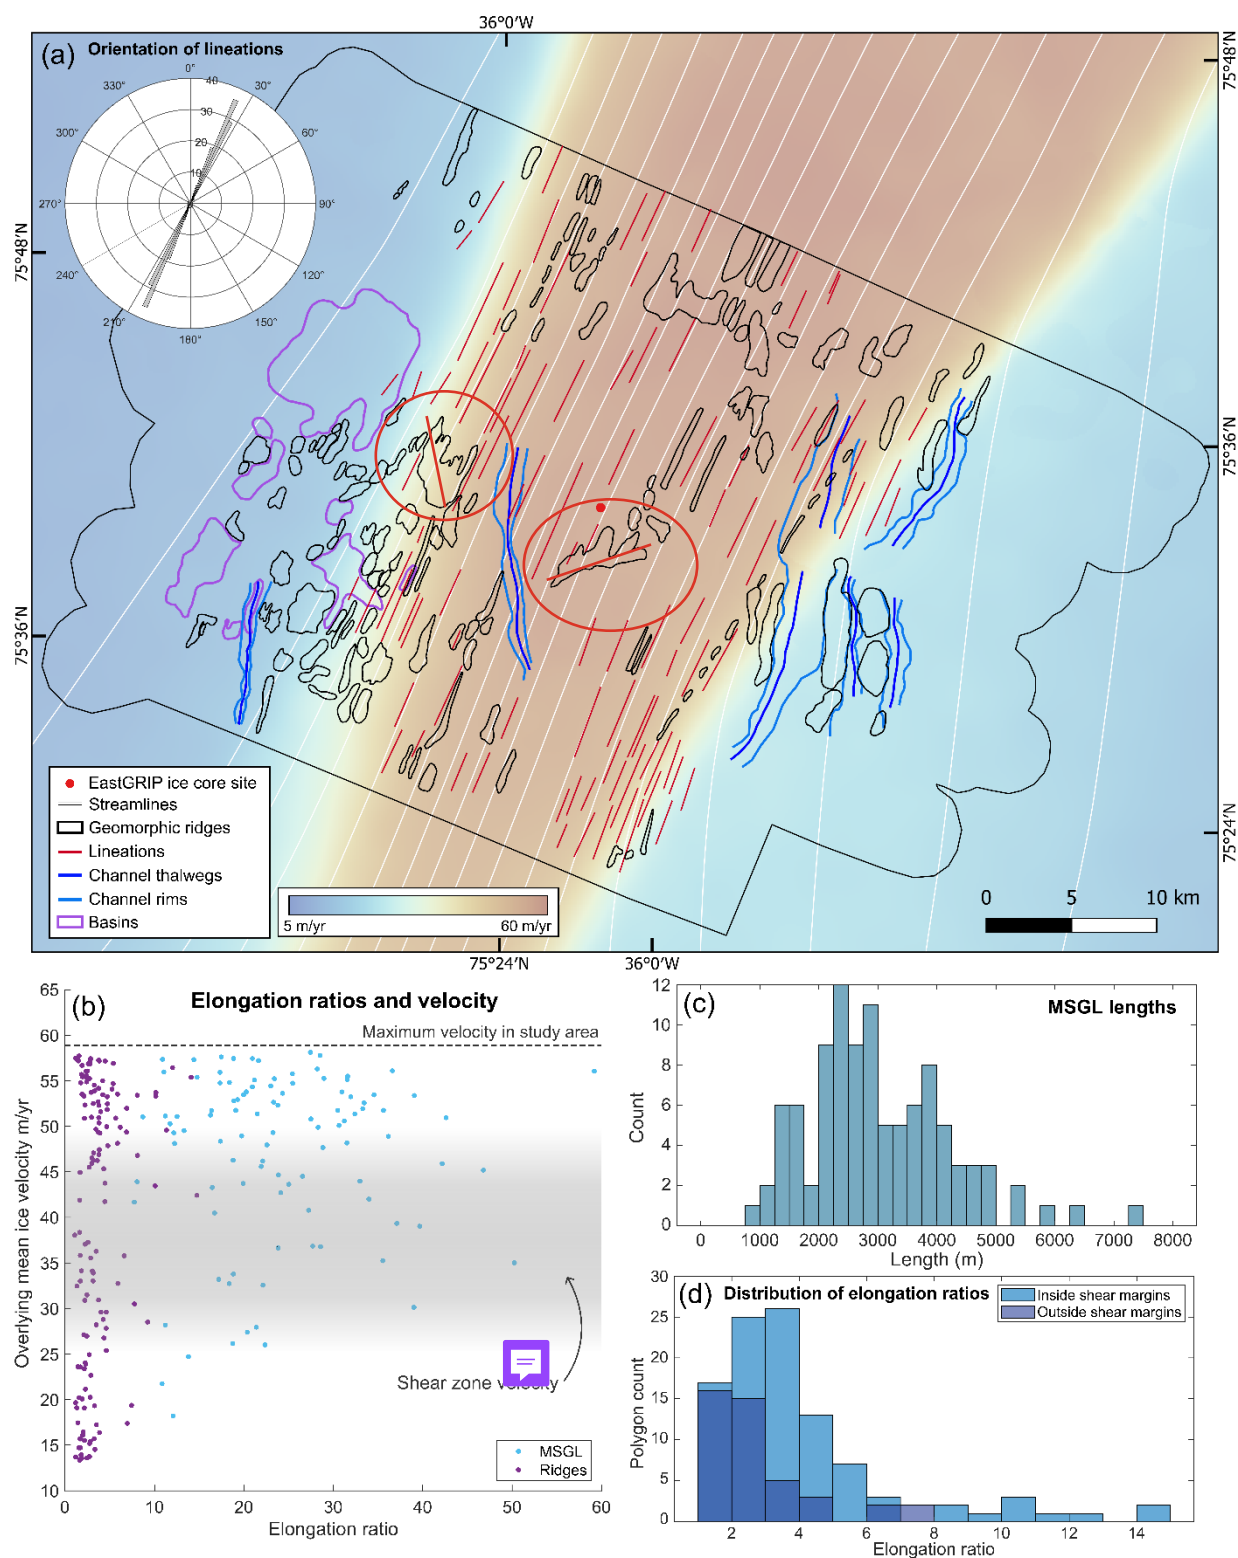 36°0′W
(a) Orientation of lineations
0°
30°
60°
90°
120°
150°
180°
210°
240°
270°
300°
330°
40
30
20
10
75°48′N
75°36′N
75°48′N
75°36′N
75°24′N
75°24′N
36°0′W
EastGRIP ice core site
Streamlines
Geomorphic ridges
Lineations
Channel thalwegs
Channel rims
Basins
5 m/yr 60 m/yr
0 5 10 km
(b) Elongation ratios and velocity
Maximum velocity in study area
Overlying mean ice velocity m/yr
65
60
55
50
45
40
35
30
25
20
15
10
Shear zone velocity
MSGL
Ridges
0 10 20 30 40 50 60
Elongation ratio
(c) MSGL lengths
Count
12
10
8
6
4
2
0
0 1000 2000 3000 4000 5000 6000 7000 8000
Length (m)
(d) Distribution of elongation ratios
Inside shear margins
Outside shear margins
Polygon count
30
25
20
15
10
5
0
2 4 6 8 10 12 14
Elongation ratio